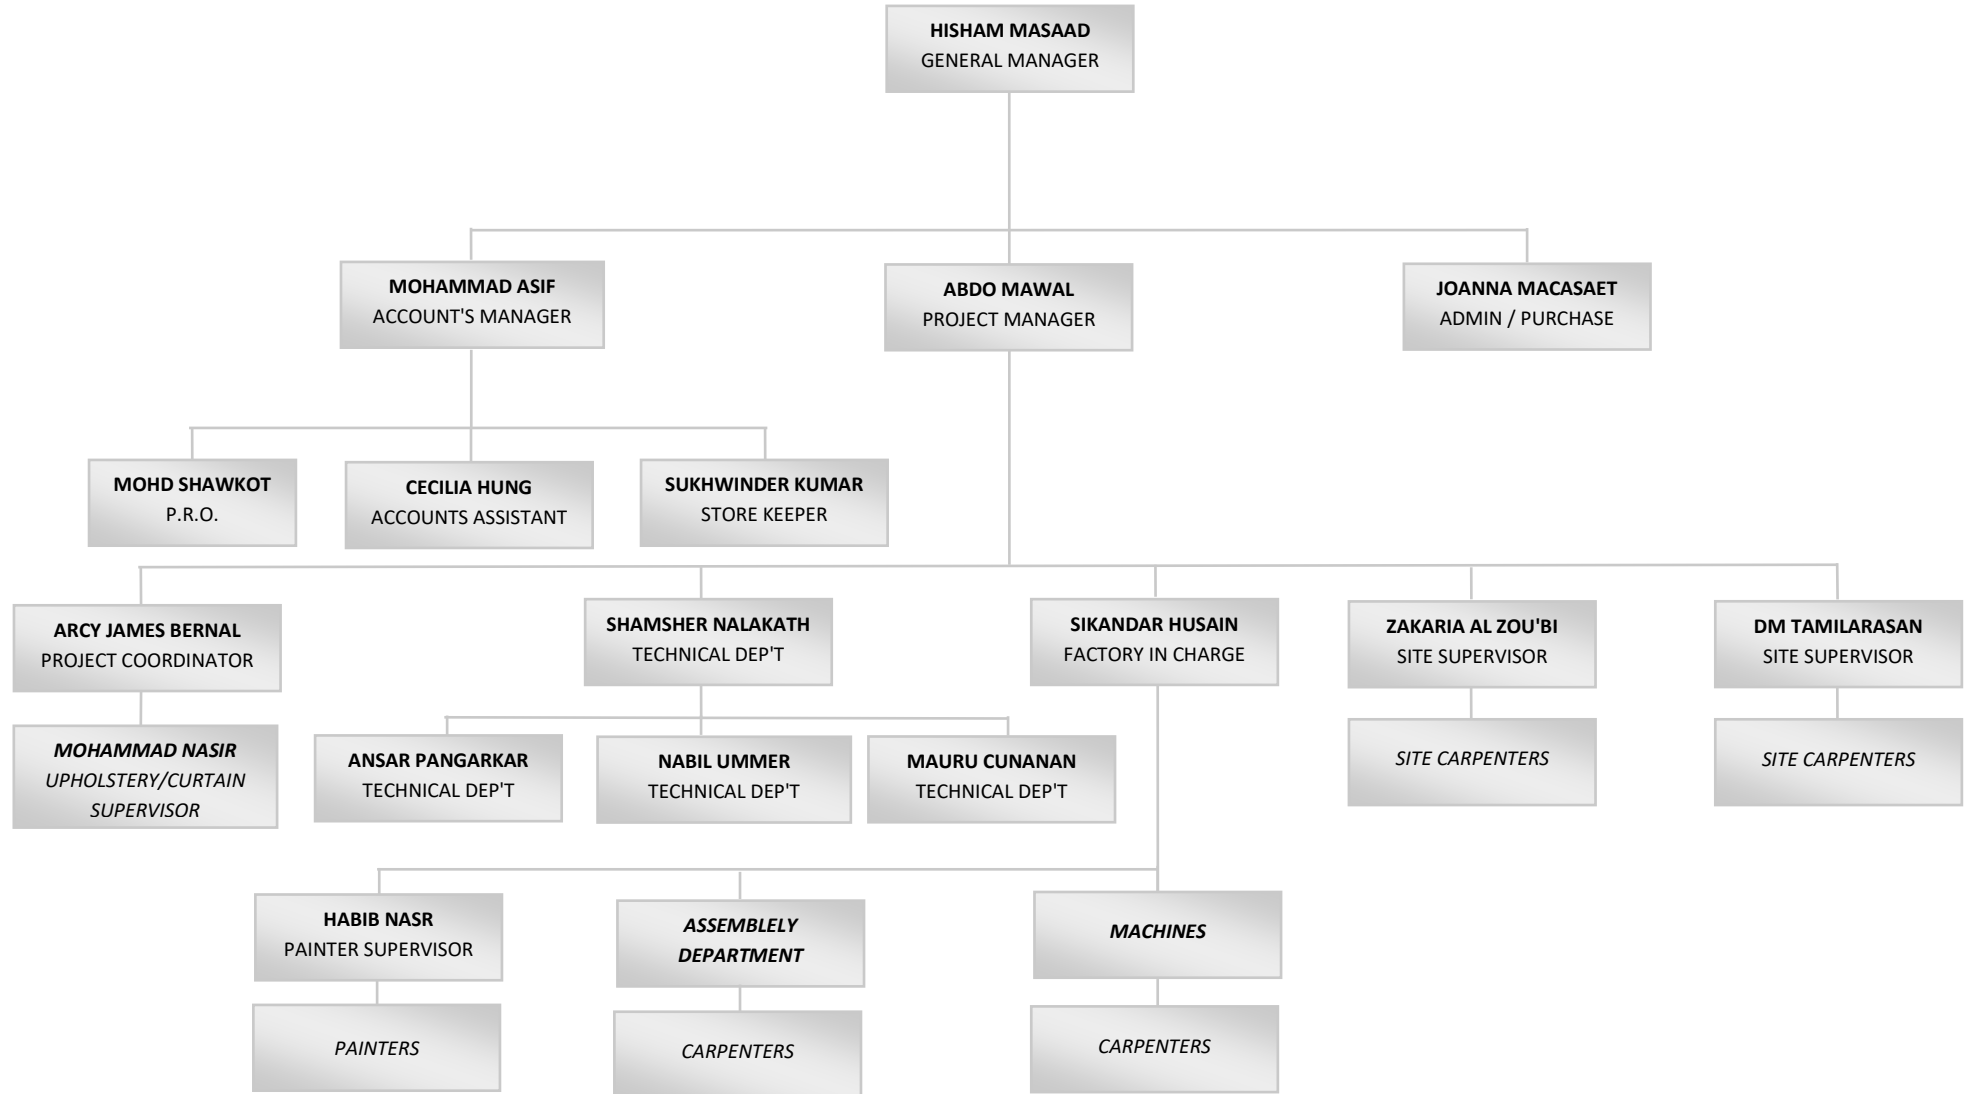 HISHAM MASAAD
GENERAL MANAGER
MOHAMMAD ASIF
ACCOUNT'S MANAGER
ABDO MAWAL
PROJECT MANAGER
JOANNA MACASAET
ADMIN / PURCHASE
MOHD SHAWKOT
P.R.O.
CECILIA HUNG
ACCOUNTS ASSISTANT
SUKHWINDER KUMAR
STORE KEEPER
ARCY JAMES BERNAL
PROJECT COORDINATOR
SHAMSHER NALAKATH
TECHNICAL DEP'T
SIKANDAR HUSAIN
FACTORY IN CHARGE
ZAKARIA AL ZOU'BI
SITE SUPERVISOR
DM TAMILARASAN
SITE SUPERVISOR
MOHAMMAD NASIR
UPHOLSTERY/CURTAIN
SUPERVISOR
ANSAR PANGARKAR
TECHNICAL DEP'T
NABIL UMMER
TECHNICAL DEP'T
MAURU CUNANAN
TECHNICAL DEP'T
SITE CARPENTERS
SITE CARPENTERS
HABIB NASR
PAINTER SUPERVISOR
ASSEMBLELY
DEPARTMENT
MACHINES
PAINTERS
CARPENTERS
CARPENTERS